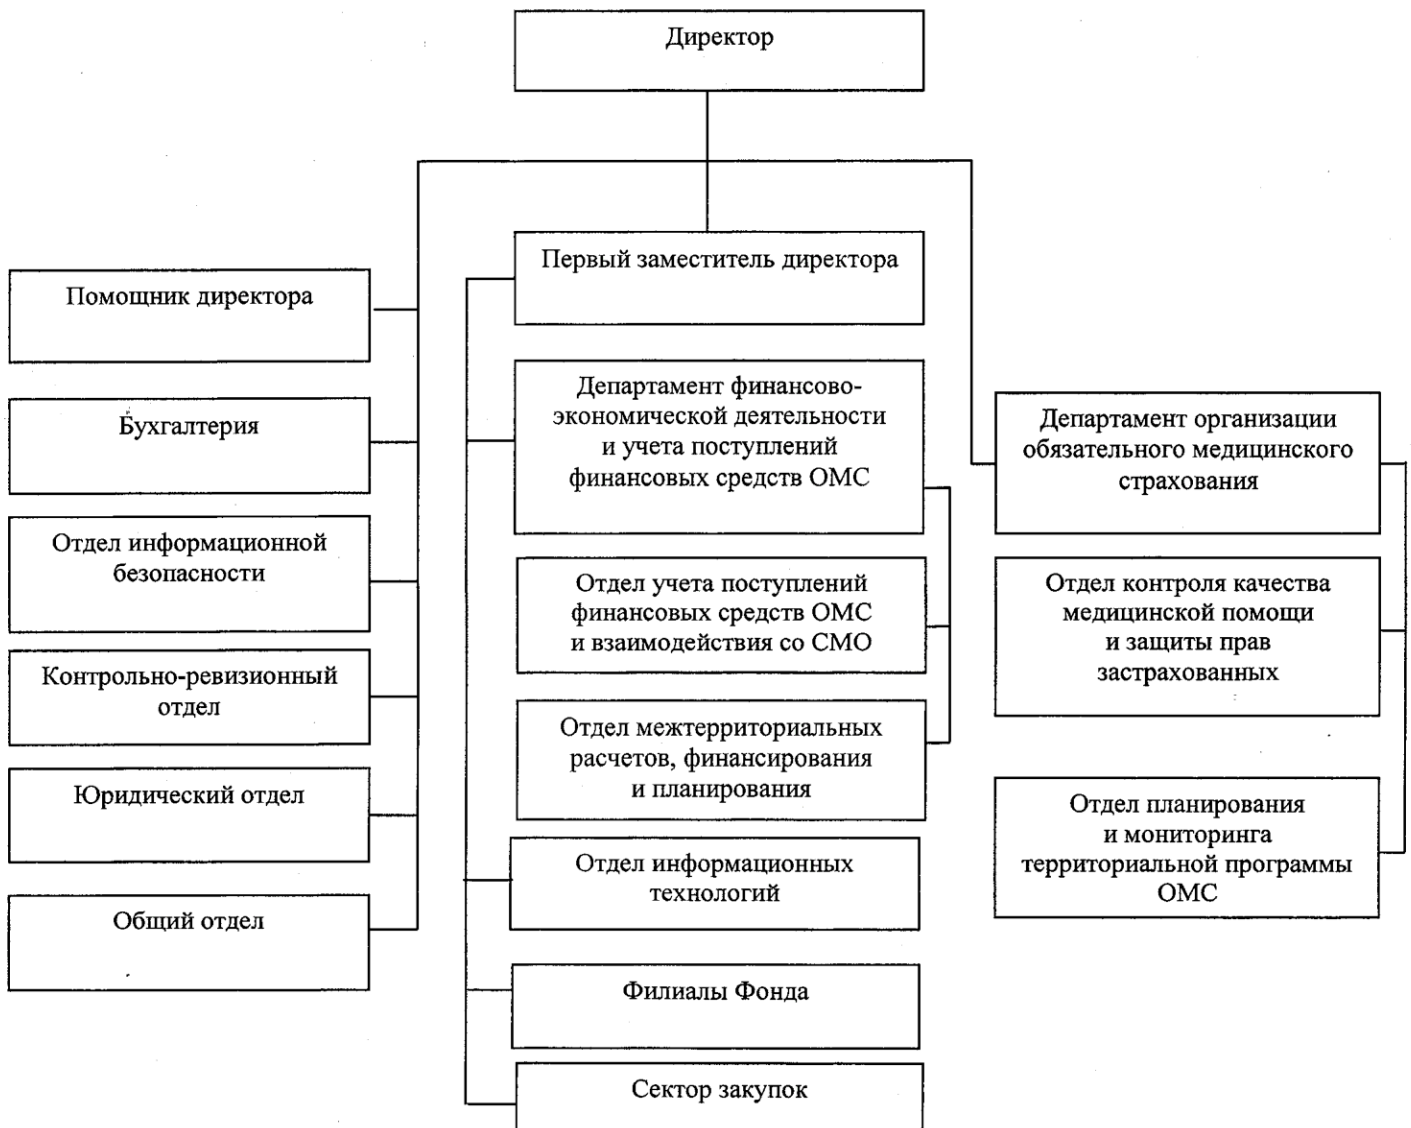 Директор
Первый заместитель директора
Помощник директора
Бухгалтерия
Отдел информационной
безопасности
Контрольно-ревизионный
отдел
Юридический отдел
Общий отдел
Департамент финансово-
экономической деятельности
и учета поступлений
финансовых средств ОМС
Отдел учета поступлений
финансовых средств ОМС
и взаимодействия со СМО
Отдел межтерриториальных
расчетов, финансирования
и планирования
Отдел информационных
технологий
Филиалы Фонда
Сектор закупок
Департамент организации
обязательного медицинского
страхования
Отдел контроля качества
медицинской помощи
и защиты прав
застрахованных
Отдел планирования
и мониторинга
территориальной программы
ОМС